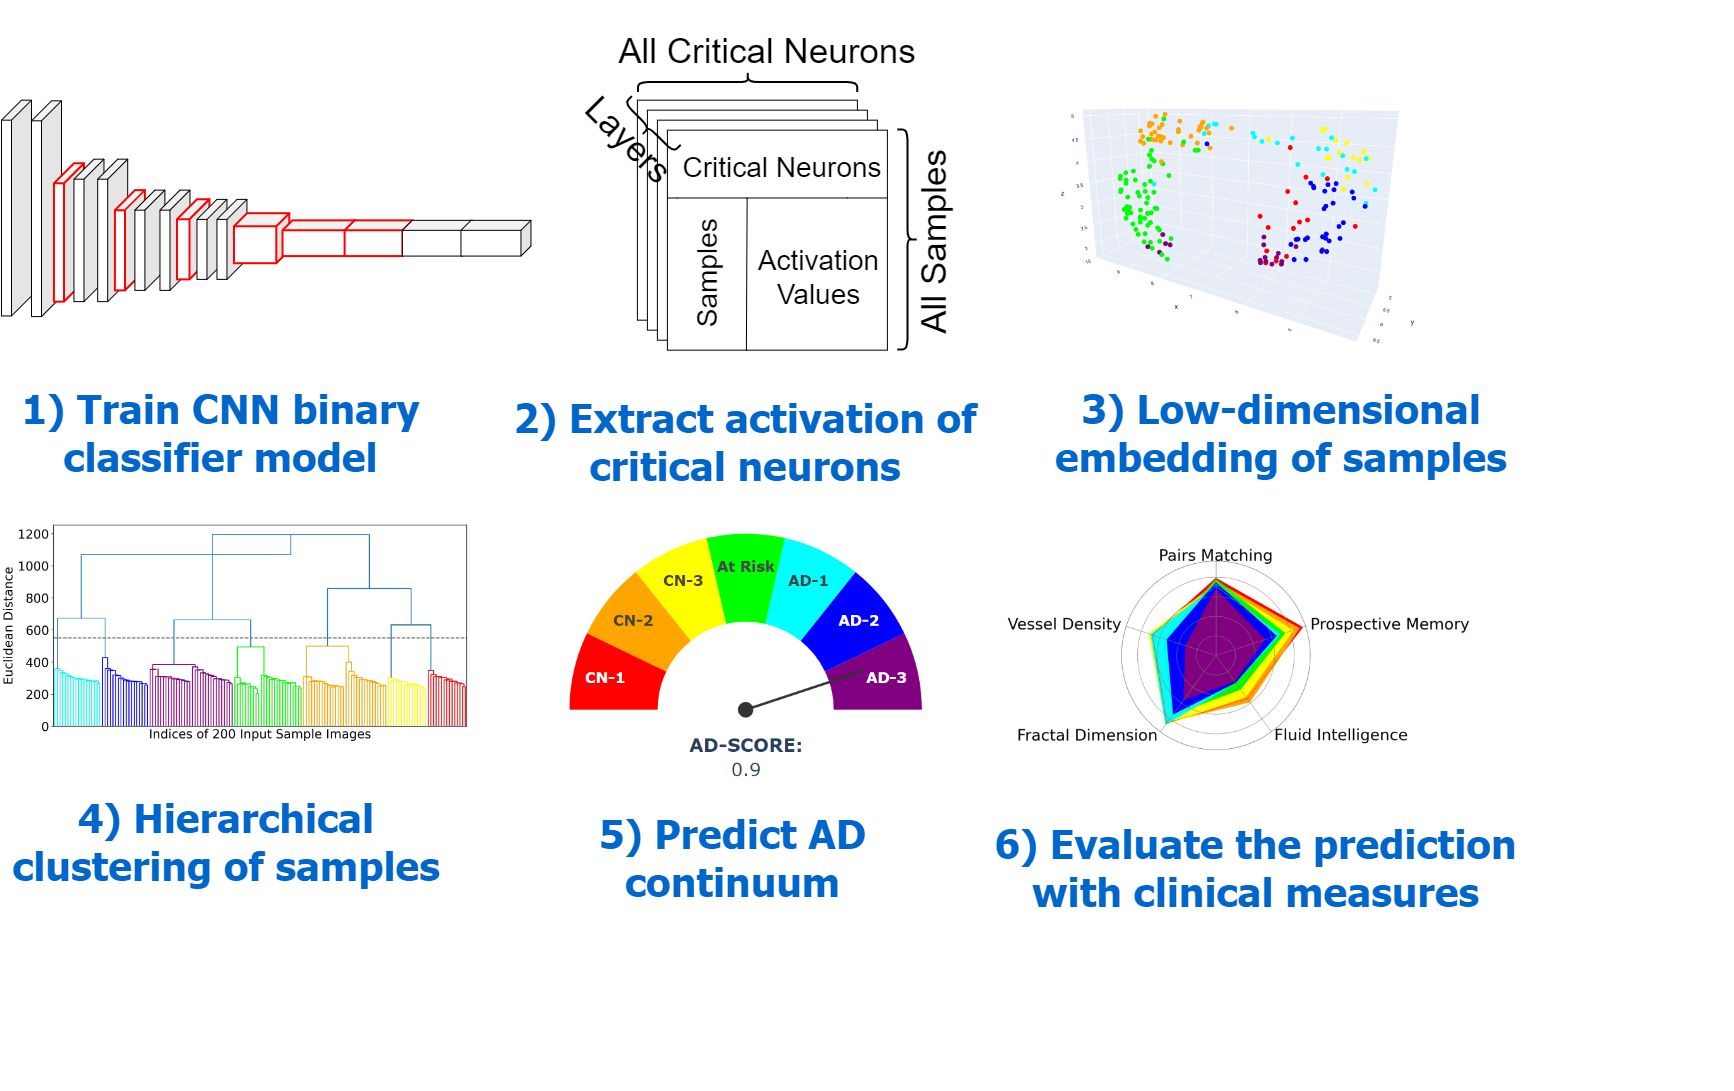 All Critical Neurons
Layers
Critical Neurons
Samples
Activation
Values
All Samples
z
x
y
1) Train CNN binary
classifier model
2) Extract activation of
critical neurons
3) Low-dimensional
embedding of samples
Euclidean Distance
1200
1000
800
600
400
200
0
Indices of 200 Input Sample Images
CN-1
CN-2
CN-3
At Risk
AD-1
AD-2
AD-3
AD-SCORE:
0.9
Pairs Matching
Vessel Density
Prospective Memory
Fractal Dimension
Fluid Intelligence
4) Hierarchical
clustering of samples
5) Predict AD
continuum
6) Evaluate the prediction
with clinical measures